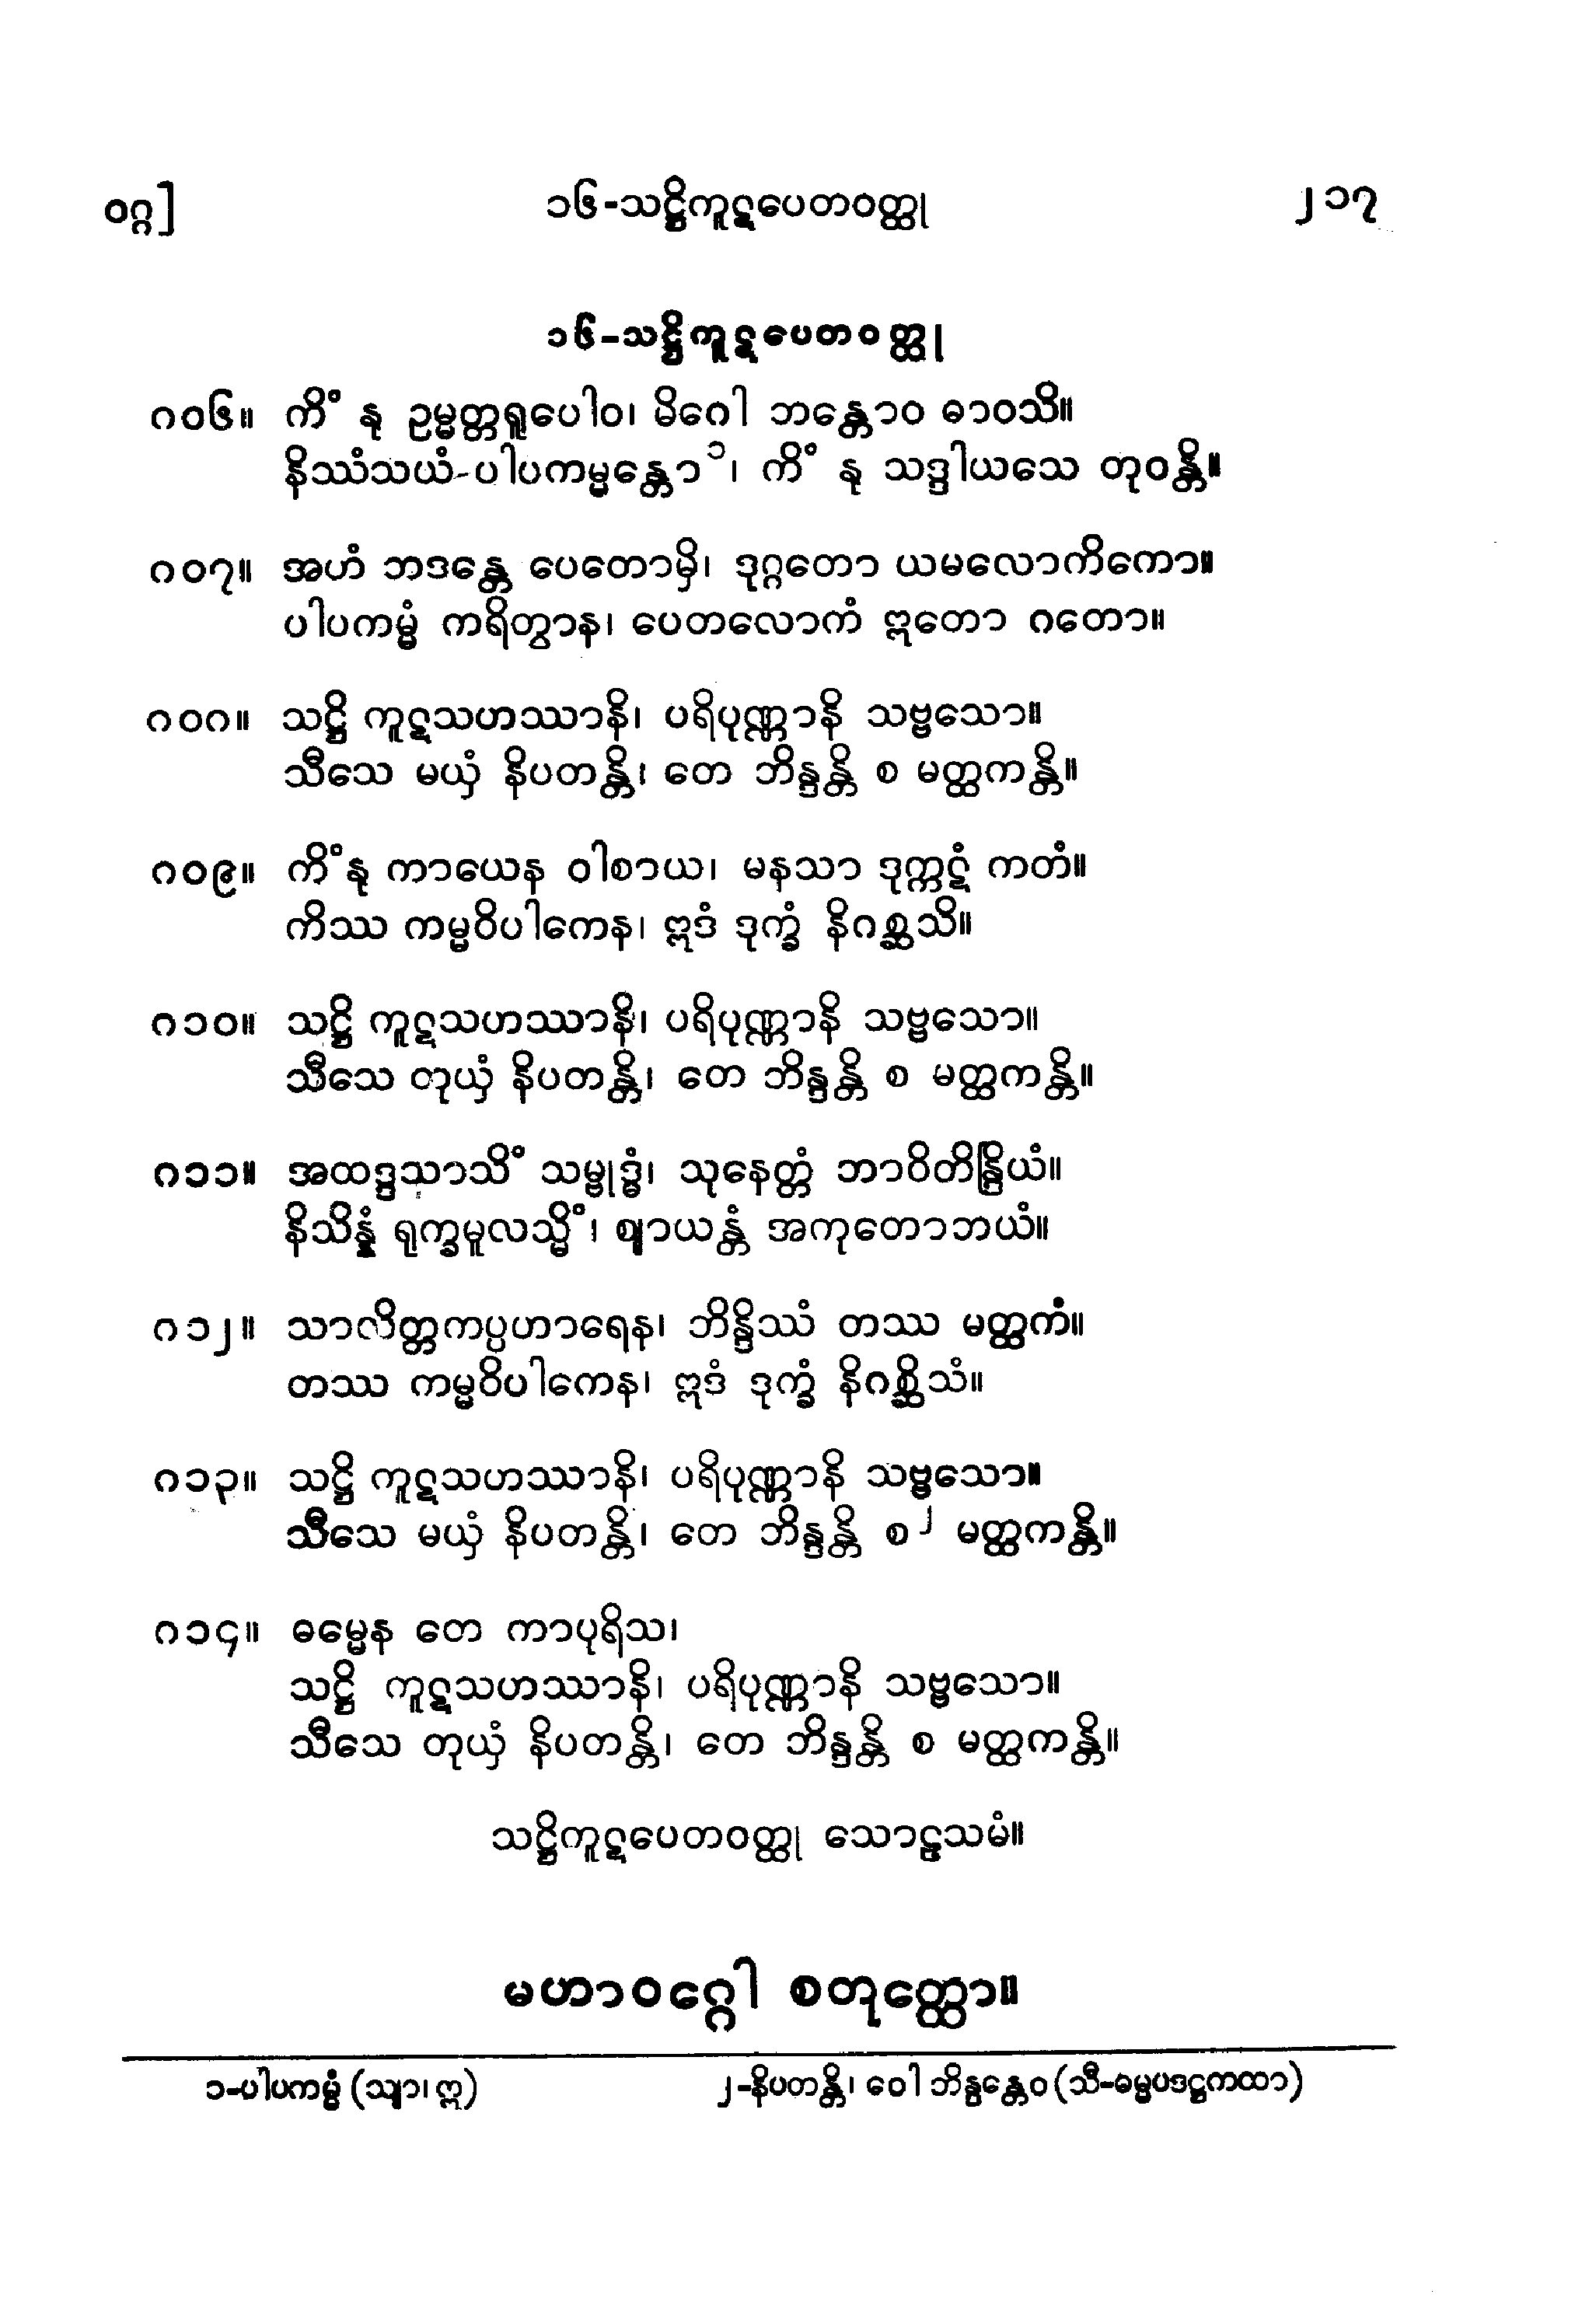 ဝဂ္ဂ] ၁၆-သဋ္ဌိကူဋပေတဝတ္ထု ၂၁၇
၁၆-သဋ္ဌိကူဋပေတဝတ္ထု
၈၀၆။ ကိံ နု ဥမ္မတ္တရူပေါဝ၊ မိဂေါ ဘန္တောဝ ဓာဝသိ။
နိဿံသယံ-ပါပကမ္မန္တော၁၊ ကိံ နု သဒ္ဒါယသေ တုဝန္တိ။
၈၀၇။ အဟံ ဘဒန္တေ ပေတောမှိ၊ ဒုဂ္ဂတော ယမလောကိကော။
ပါပကမ္မံ ကရိတွာန၊ ပေတလောကံ ဣတော ဂတော။
၈၀၈။ သဋ္ဌိ ကူဋသဟဿာနိ၊ ပရိပုဏ္ဏာနိ သဗ္ဗသော။
သီသေ မယှံ နိပတန္တိ၊ တေ ဘိန္ဒန္တိ စ မတ္ထကန္တိ။
၈၀၉။ ကိံ နု ကာယေန ဝါစာယ၊ မနသာ ဒုက္ကဋံ ကတံ။
ကိဿ ကမ္မဝိပါကေန၊ ဣဒံ ဒုက္ခံ နိဂစ္ဆသိ။
၈၁၀။ သဋ္ဌိ ကူဋသဟဿာနိ၊ ပရိပုဏ္ဏာနိ သဗ္ဗသော။
သီသေ တုယှံ နိပတန္တိ၊ တေ ဘိန္ဒန္တိ စ မတ္ထကန္တိ။
၈၁၁။ အထဒ္ဒသာသိံ သမ္ဗုဒ္ဓံ၊ သုနေတ္တံ ဘာဝိတိန္ဒြိယံ။
နိသိန္နံ ရုက္ခမူလသ္မိံ၊ ဈာယန္တံ အကုတောဘယံ။
၈၁၂။ သာလိတ္တကပ္ပဟာရေန၊ ဘိန္ဒိဿံ တဿ မတ္ထကံ။
တဿ ကမ္မဝိပါကေန၊ ဣဒံ ဒုက္ခံ နိဂစ္ဆိသံ။
၈၁၃။ သဋ္ဌိ ကူဋသဟဿာနိ၊ ပရိပုဏ္ဏာနိ သဗ္ဗသော။
သီသေ မယှံ နိပတန္တိ၊ တေ ဘိန္ဒန္တိ စ၂ မတ္ထကန္တိ။
၈၁၄။ ဓမ္မေန တေ ကာပုရိသ၊
သဋ္ဌိ ကူဋသဟဿာနိ၊ ပရိပုဏ္ဏာနိ သဗ္ဗသော။
သီသေ တုယှံ နိပတန္တိ၊ တေ ဘိန္ဒန္တိ စ မတ္ထကန္တိ။
သဋ္ဌိကူဋပေတဝတ္ထု သောဠသမံ။
မဟာဝဂ္ဂေါ စတုတ္ထော။
၁-ပါပကမ္မံ (သျာ၊ ဣ) ၂-နိပတန္တိ၊ ဝေါ ဘိန္ဒန္တေဝ (သီ-ဓမ္မပဒဋ္ဌကထာ)